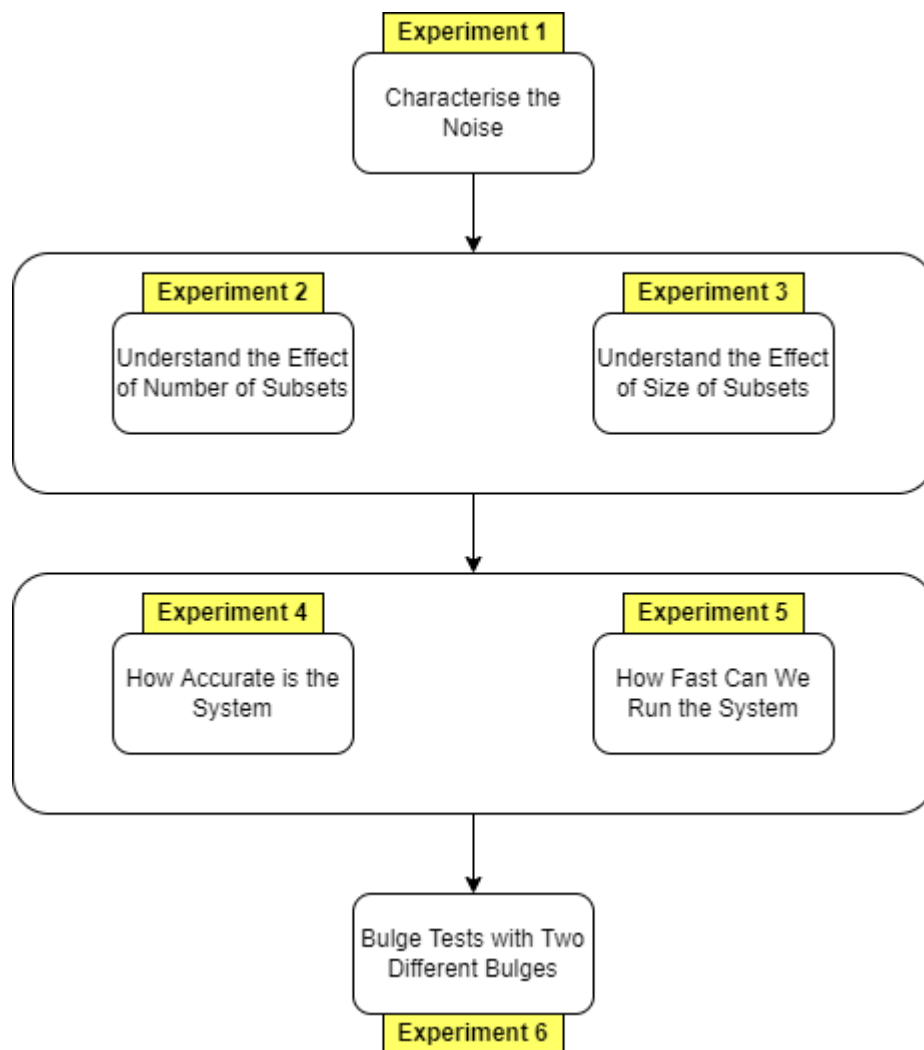 Experiment 1
Characterise the
Noise
Experiment 2
Understand the Effect
of Number of Subsets
Experiment 3
Understand the Effect
of Size of Subsets
Experiment 4
How Accurate is the
System
Experiment 5
How Fast Can We
Run the System
Bulge Tests with Two
Different Bulges
Experiment 6